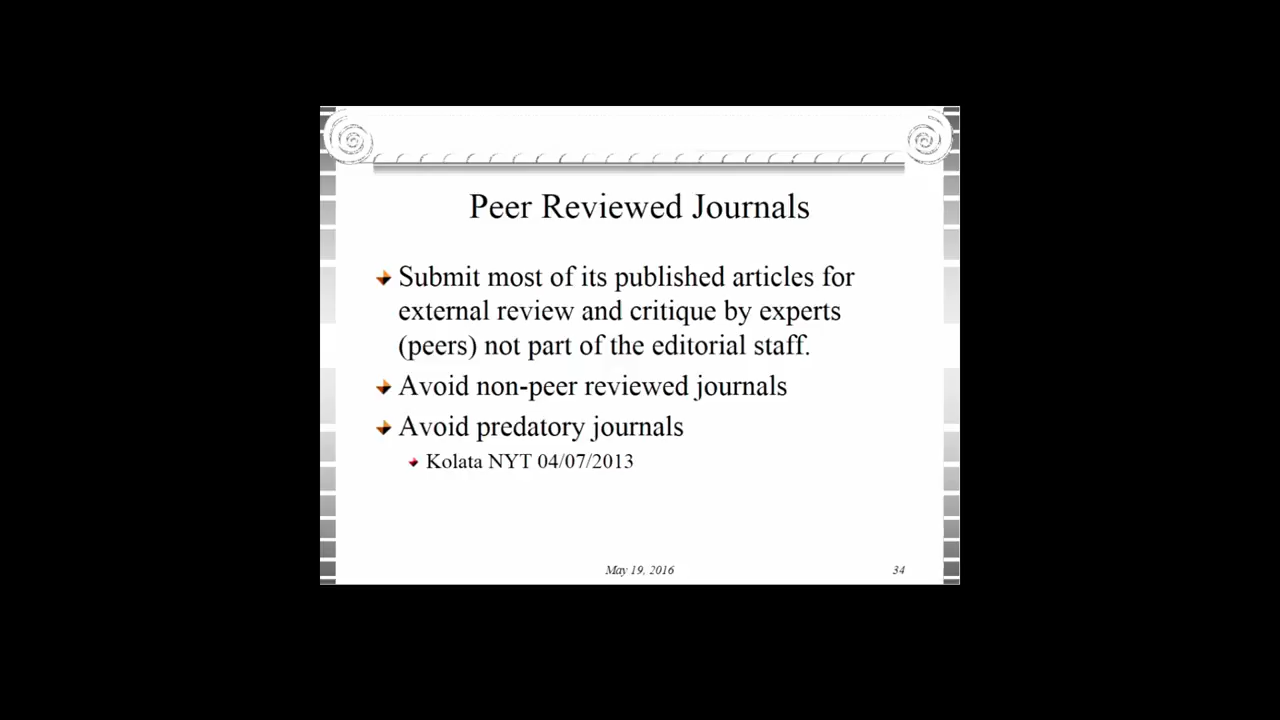 Peer Reviewed Journals
Submit most of its published articles for
external review and critique by experts
(peers) not part of the editorial staff.
Avoid non-peer reviewed journals
Avoid predatory journals
Kolata NYT 04/07/2013
May 19, 2016
34